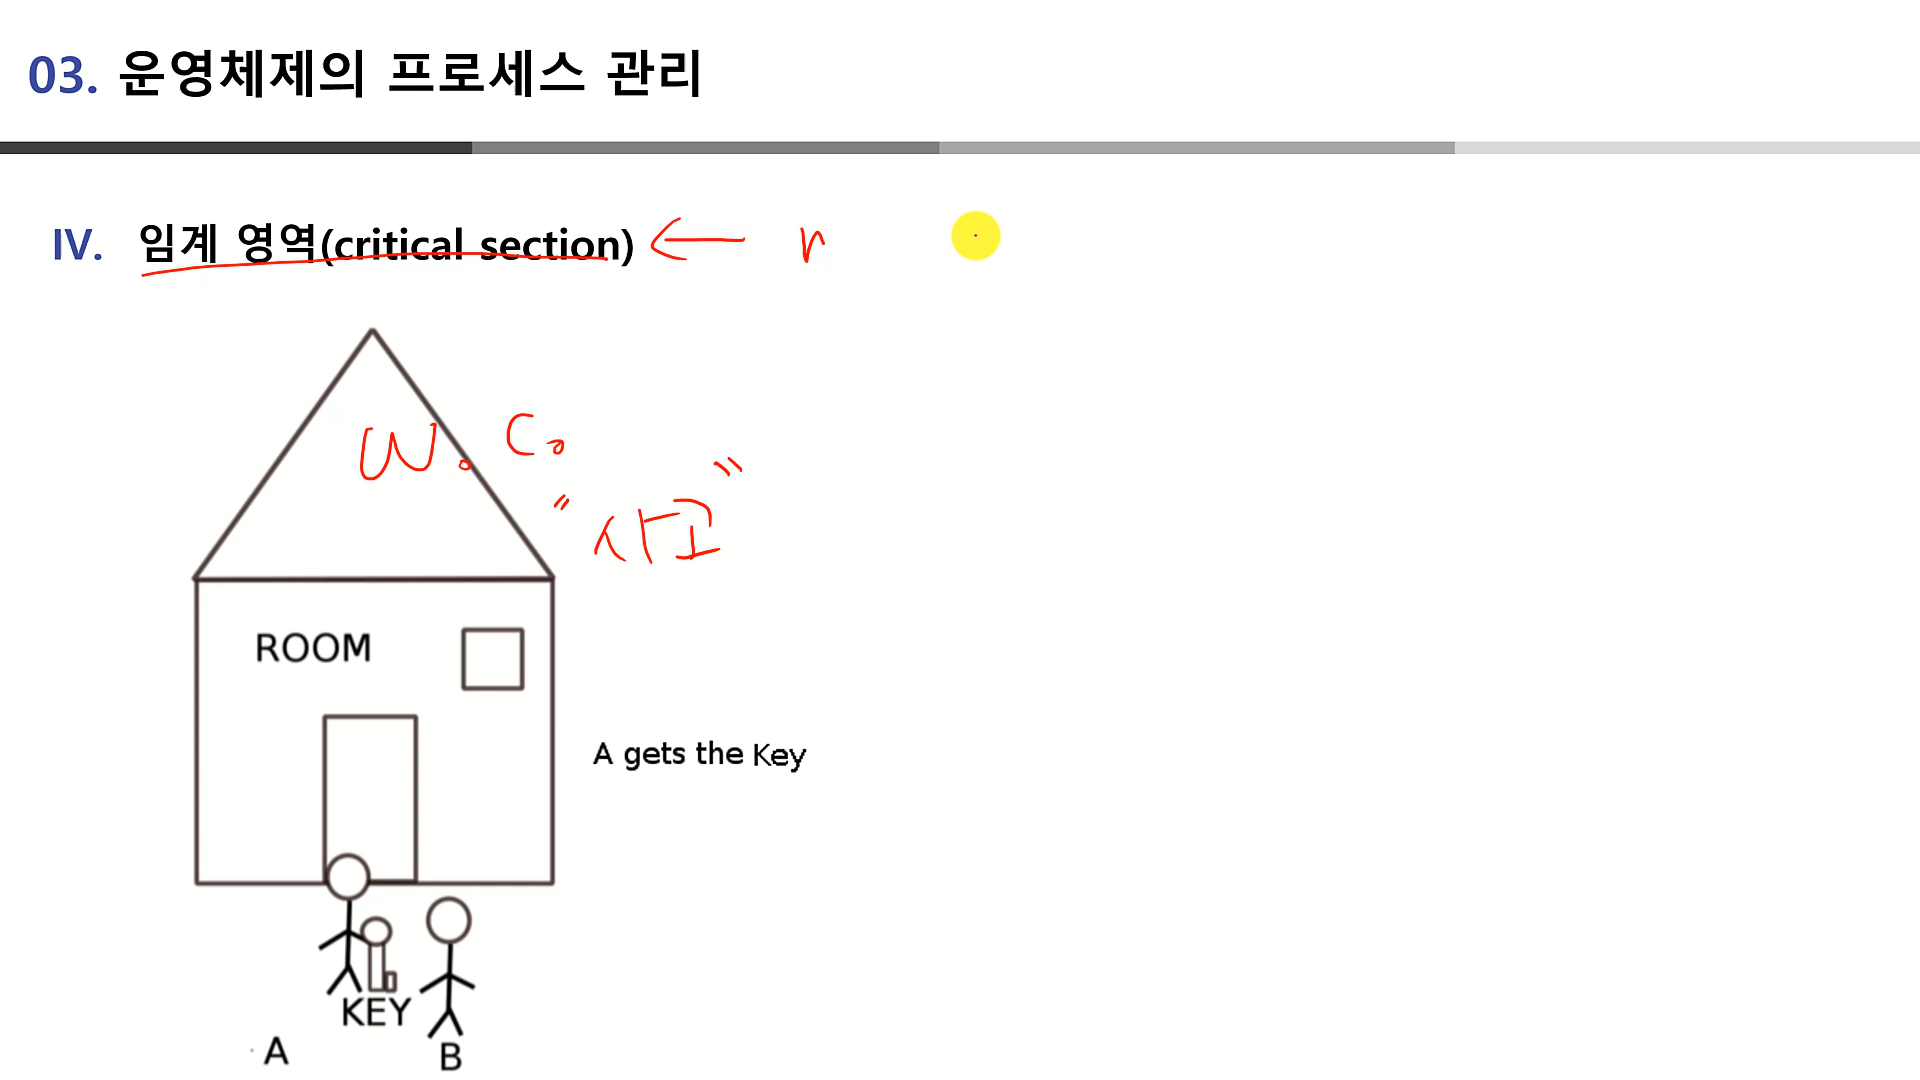 03. 운영체제의 프로세스 관리
IV. 임계 영역(critical section) ← r
W. C.
"사고"
ROOM
A gets the Key
KEY
A
B